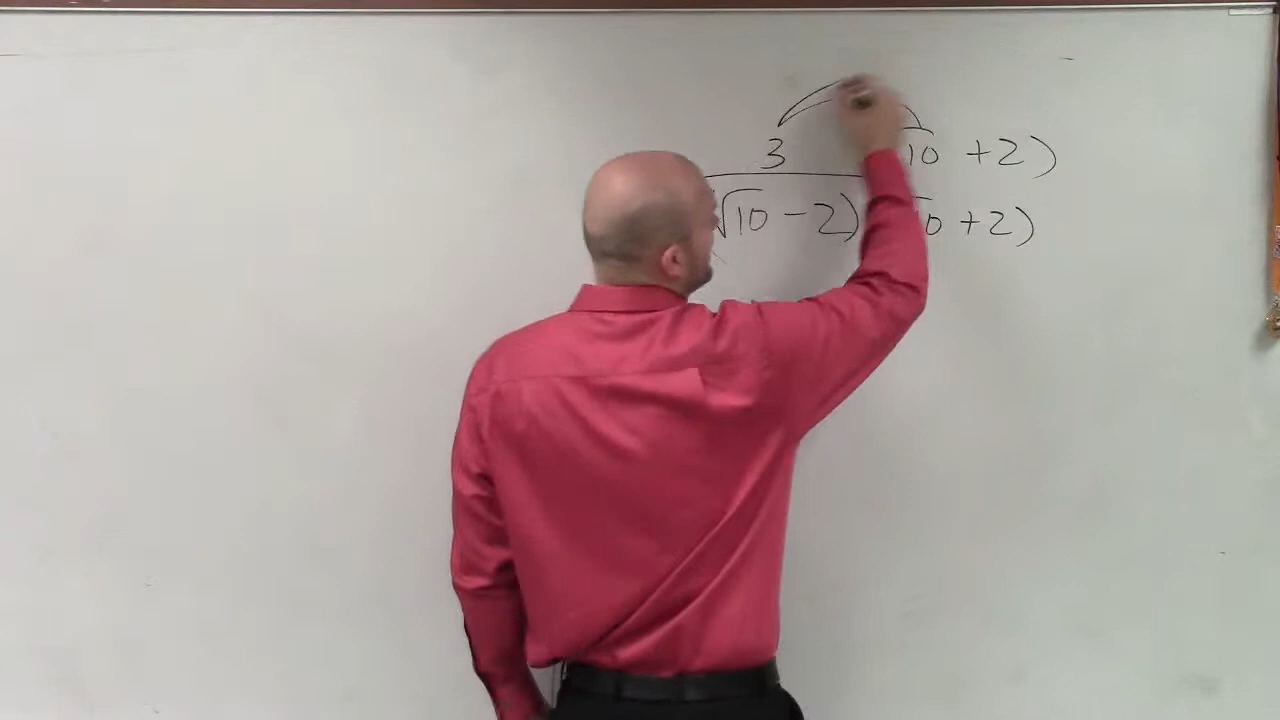 3 10 + 2)
(√10 - 2) 0 + 2)